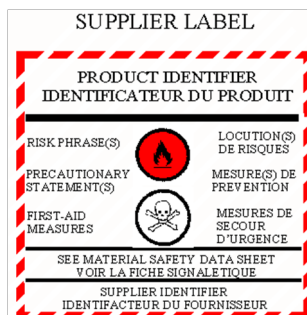 SUPPLIER LABEL
PRODUCT IDENTIFIER
IDENTIFICATEUR DU PRODUIT
RISK PHRASE(S)
LOCUTION(S)
DE RISQUES
PRECAUTIONARY
STATEMENT(S)
MESURE(S) DE
PREVENTION
FIRST-AID
MEASURES
MESURES DE
SECOUR
D'URGENCE
SEE MATERIAL SAFETY DATA SHEET
VOIR LA FICHE SIGNALETIQUE
SUPPLIER IDENTIFIER
IDENTIFACTEUR DU FOURNISSEUR